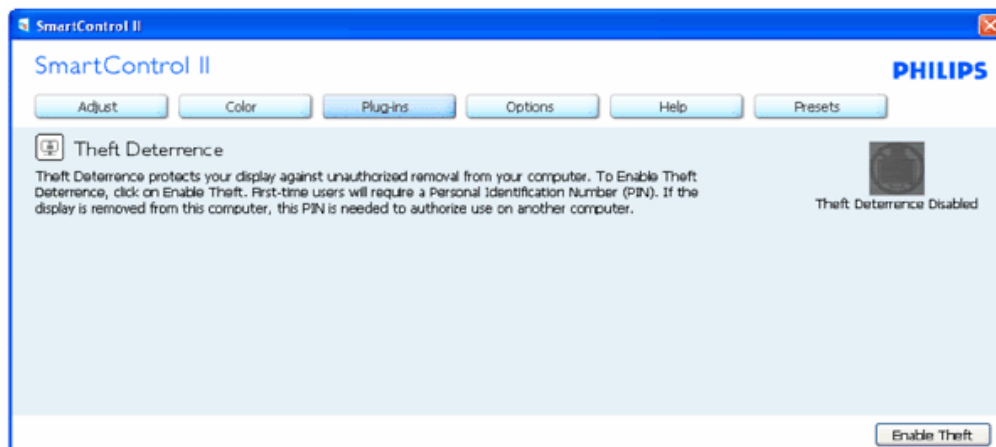 SmartControl II
SmartControl II
PHILIPS
Adjust
Color
Plug-ins
Options
Help
Presets
Theft Deterrence
Theft Deterrence protects your display against unauthorized removal from your computer. To Enable Theft
Deterrence, click on Enable Theft. First-time users will require a Personal Identification Number (PIN). If the
display is removed from this computer, this PIN is needed to authorize use on another computer.
Theft Deterrence Disabled
Enable Theft